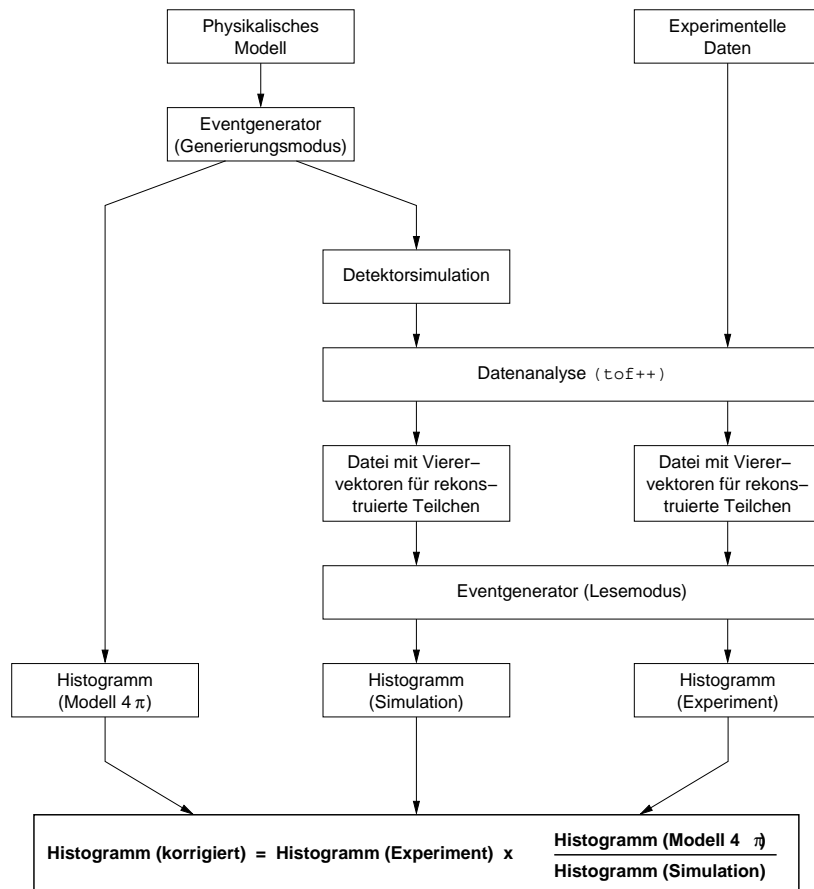 Physikalisches
Modell
Experimentelle
Daten
Eventgenerator
(Generierungsmodus)
Detektorsimulation
Datenanalyse (tof++)
Datei mit Vierer−
vektoren für rekons−
truierte Teilchen
Datei mit Vierer−
vektoren für rekons−
truierte Teilchen
Eventgenerator (Lesemodus)
Histogramm
(Modell 4 π)
Histogramm
(Simulation)
Histogramm
(Experiment)
Histogramm (korrigiert) = Histogramm (Experiment) x
Histogramm (Modell 4 π)
Histogramm (Simulation)